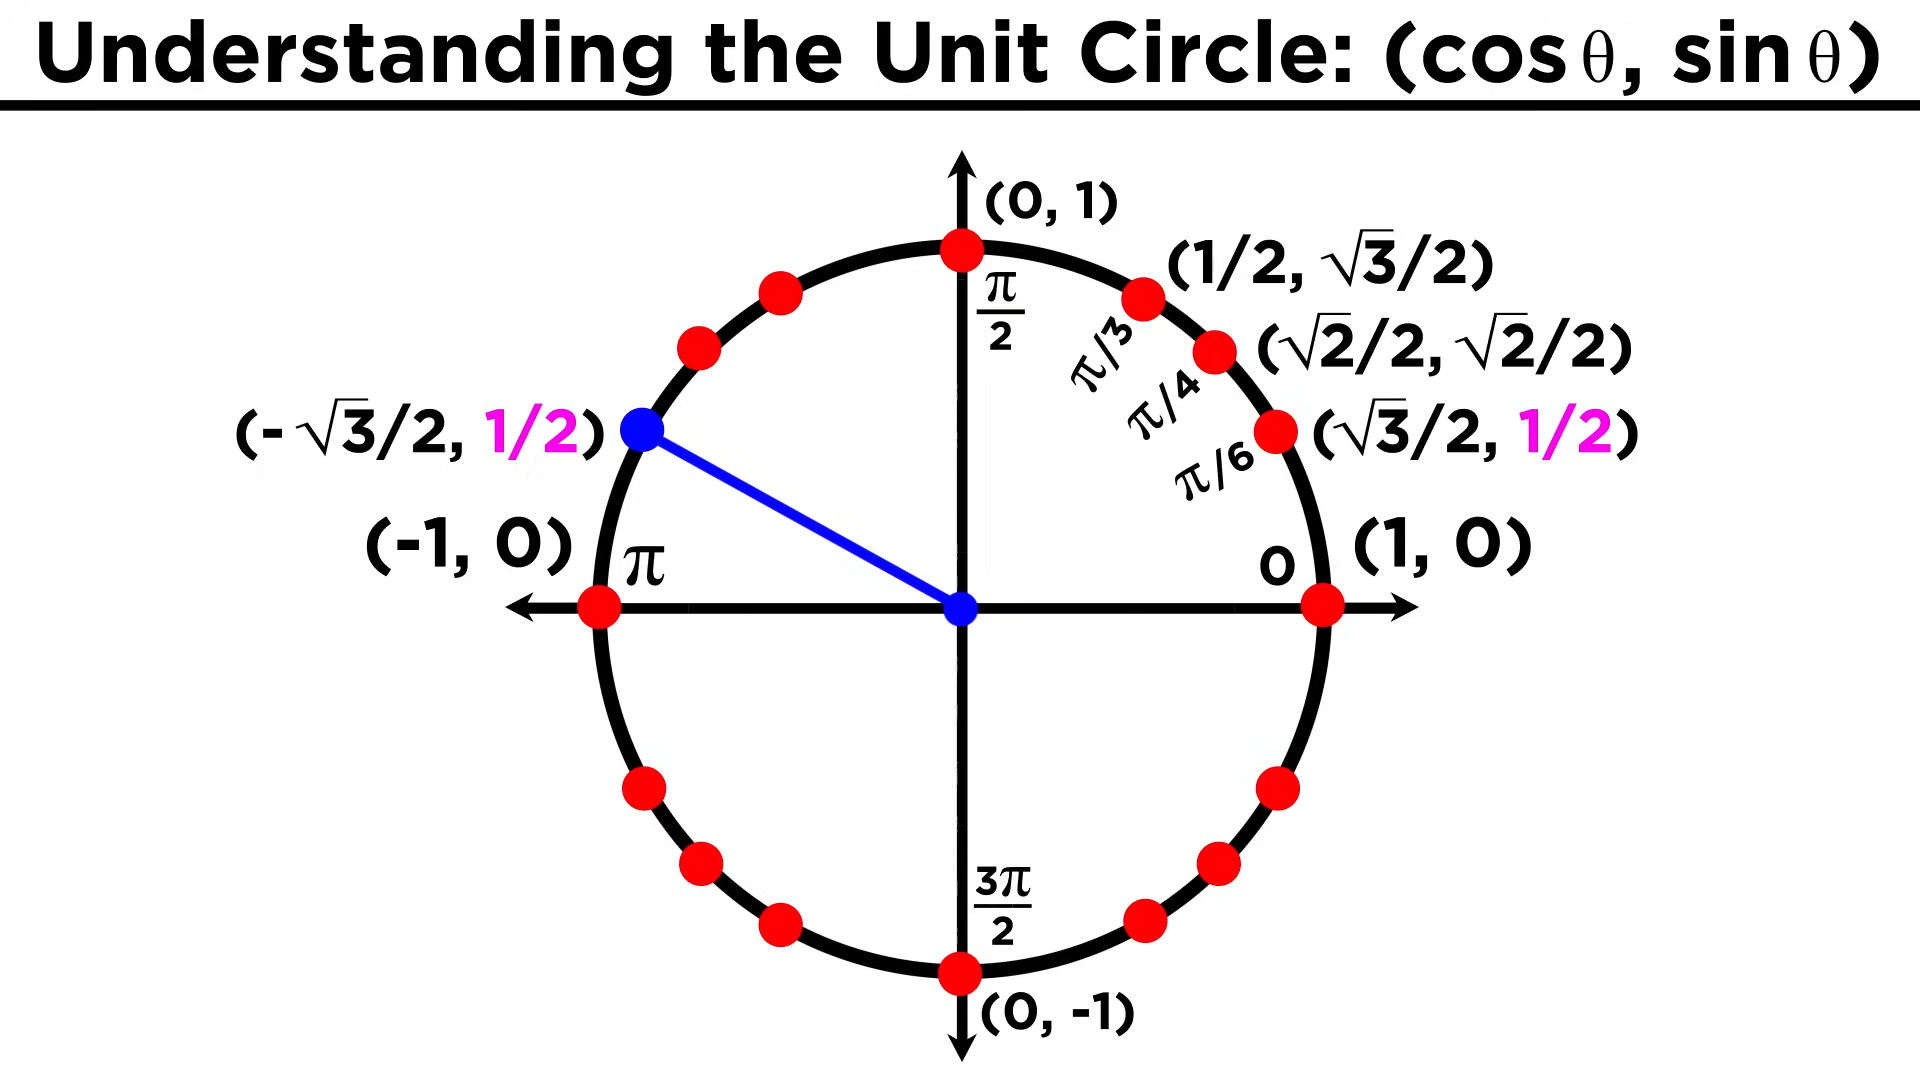 Understanding the Unit Circle: (cos θ, sin θ)
(0, 1)
π/2
(1/2, √3/2)
π/3
(√2/2, √2/2)
π/4
(-√3/2, 1/2)
(√3/2, 1/2)
π/6
(-1, 0)
π
0
(1, 0)
3π/2
(0, -1)